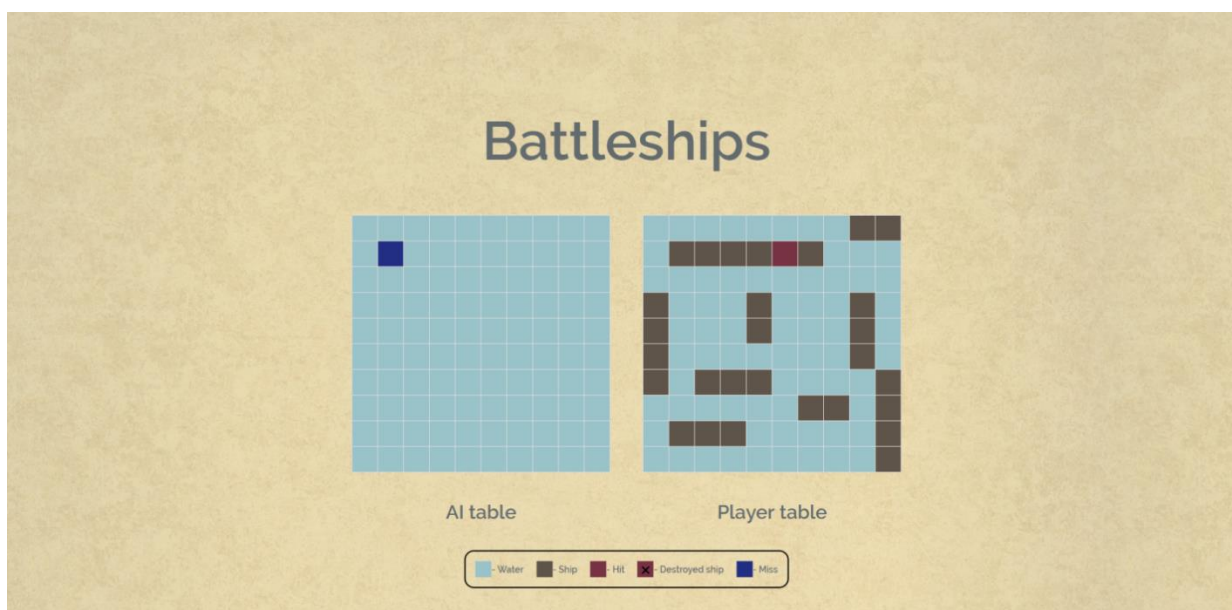 Battleships
AI table
Player table
- Water - Ship - Hit - Destroyed ship - Miss